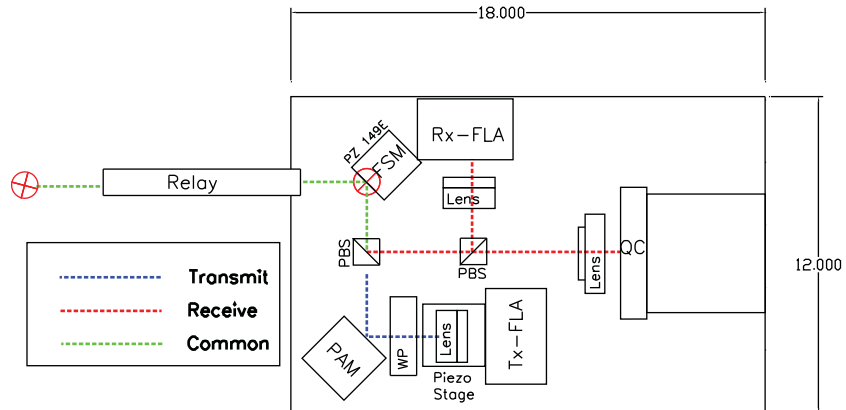 18.000
PZ 149E
FSM
Rx-FLA
Relay
Lens
PBS
PBS
Lens
QC
12.000
Transmit
Receive
Common
PAM
WP
Lens
Tx-FLA
Piezo
Stage